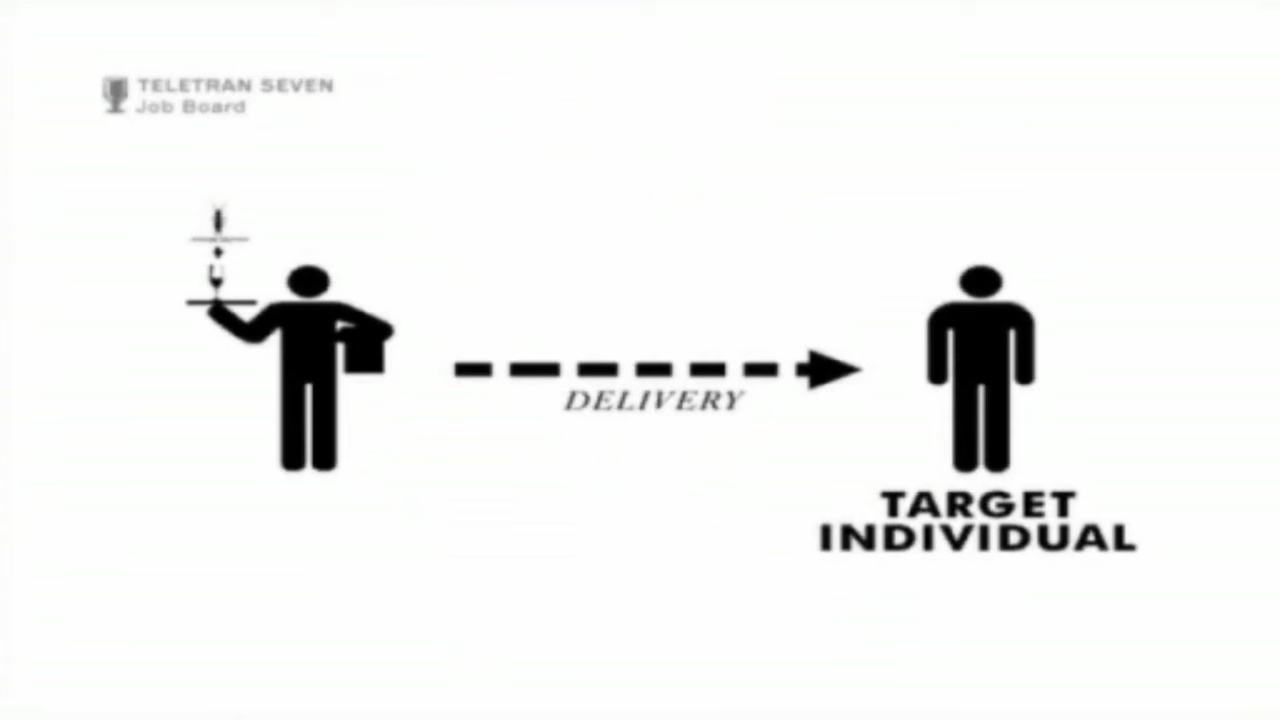 TELETRAN SEVEN
Job Board
DELIVERY
TARGET
INDIVIDUAL